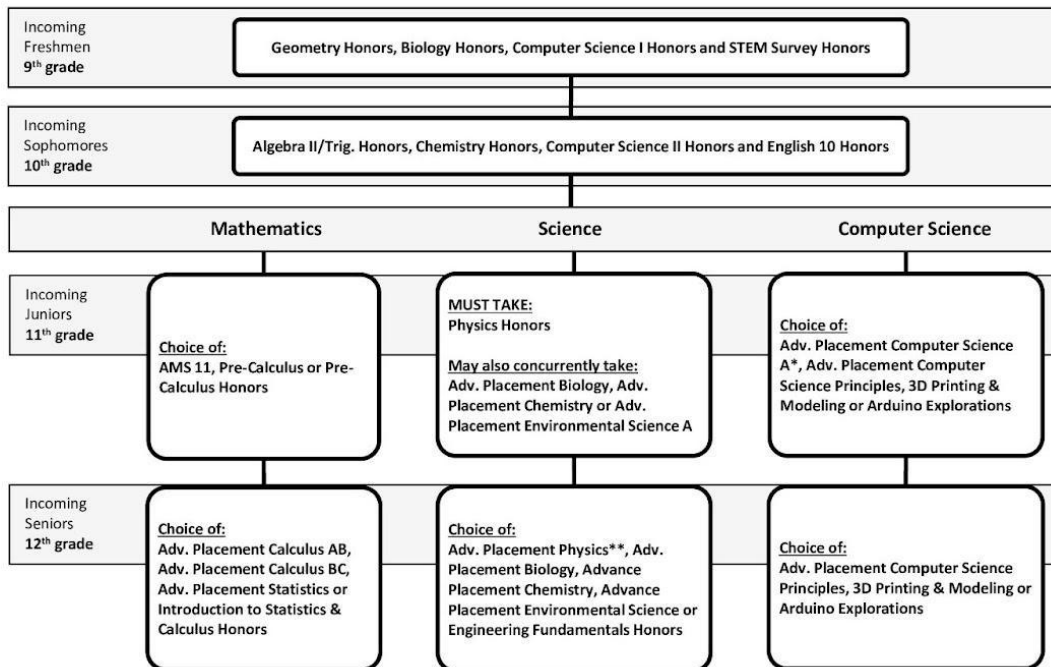 Incoming
Freshmen
9th grade
Geometry Honors, Biology Honors, Computer Science I Honors and STEM Survey Honors
Incoming
Sophomores
10th grade
Algebra II/Trig. Honors, Chemistry Honors, Computer Science II Honors and English 10 Honors
Mathematics
Science
Computer Science
Incoming
Juniors
11th grade
Choice of:
AMS 11, Pre-Calculus or Pre-
Calculus Honors
MUST TAKE:
Physics Honors
May also concurrently take:
Adv. Placement Biology, Adv.
Placement Chemistry or Adv.
Placement Environmental Science A
Choice of:
Adv. Placement Computer Science
A*, Adv. Placement Computer
Science Principles, 3D Printing &
Modeling or Arduino Explorations
Incoming
Seniors
12th grade
Choice of:
Adv. Placement Calculus AB,
Adv. Placement Calculus BC,
Adv. Placement Statistics or
Introduction to Statistics &
Calculus Honors
Choice of:
Adv. Placement Physics**, Adv.
Placement Biology, Advance
Placement Chemistry, Advance
Placement Environmental Science or
Engineering Fundamentals Honors
Choice of:
Adv. Placement Computer Science
Principles, 3D Printing & Modeling or
Arduino Explorations